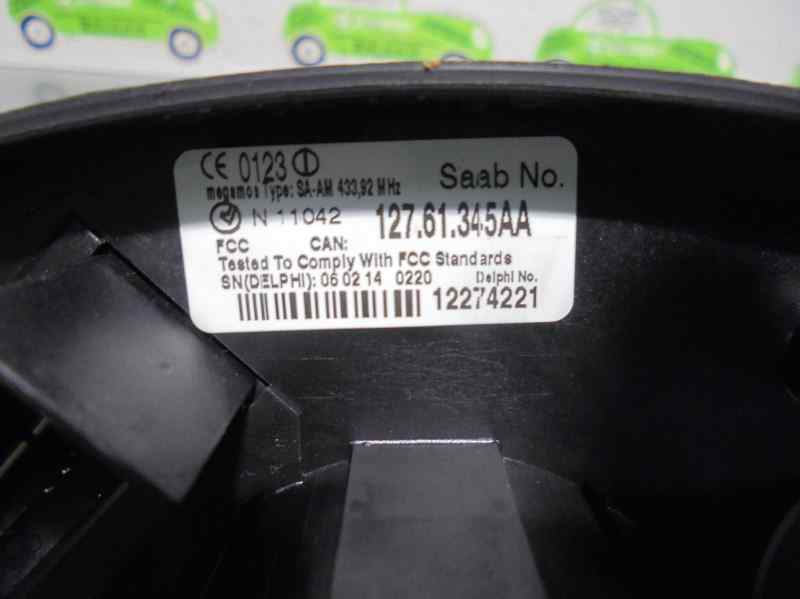 CE 0123
Saab No.
megamos Type: SA-AM 433,92 MHz
N 11042
127.61.345AA
FCC CAN:
Tested To Comply With FCC Standards
SN(DELPHI): 06 02 14 0220
Delphi No.
12274221